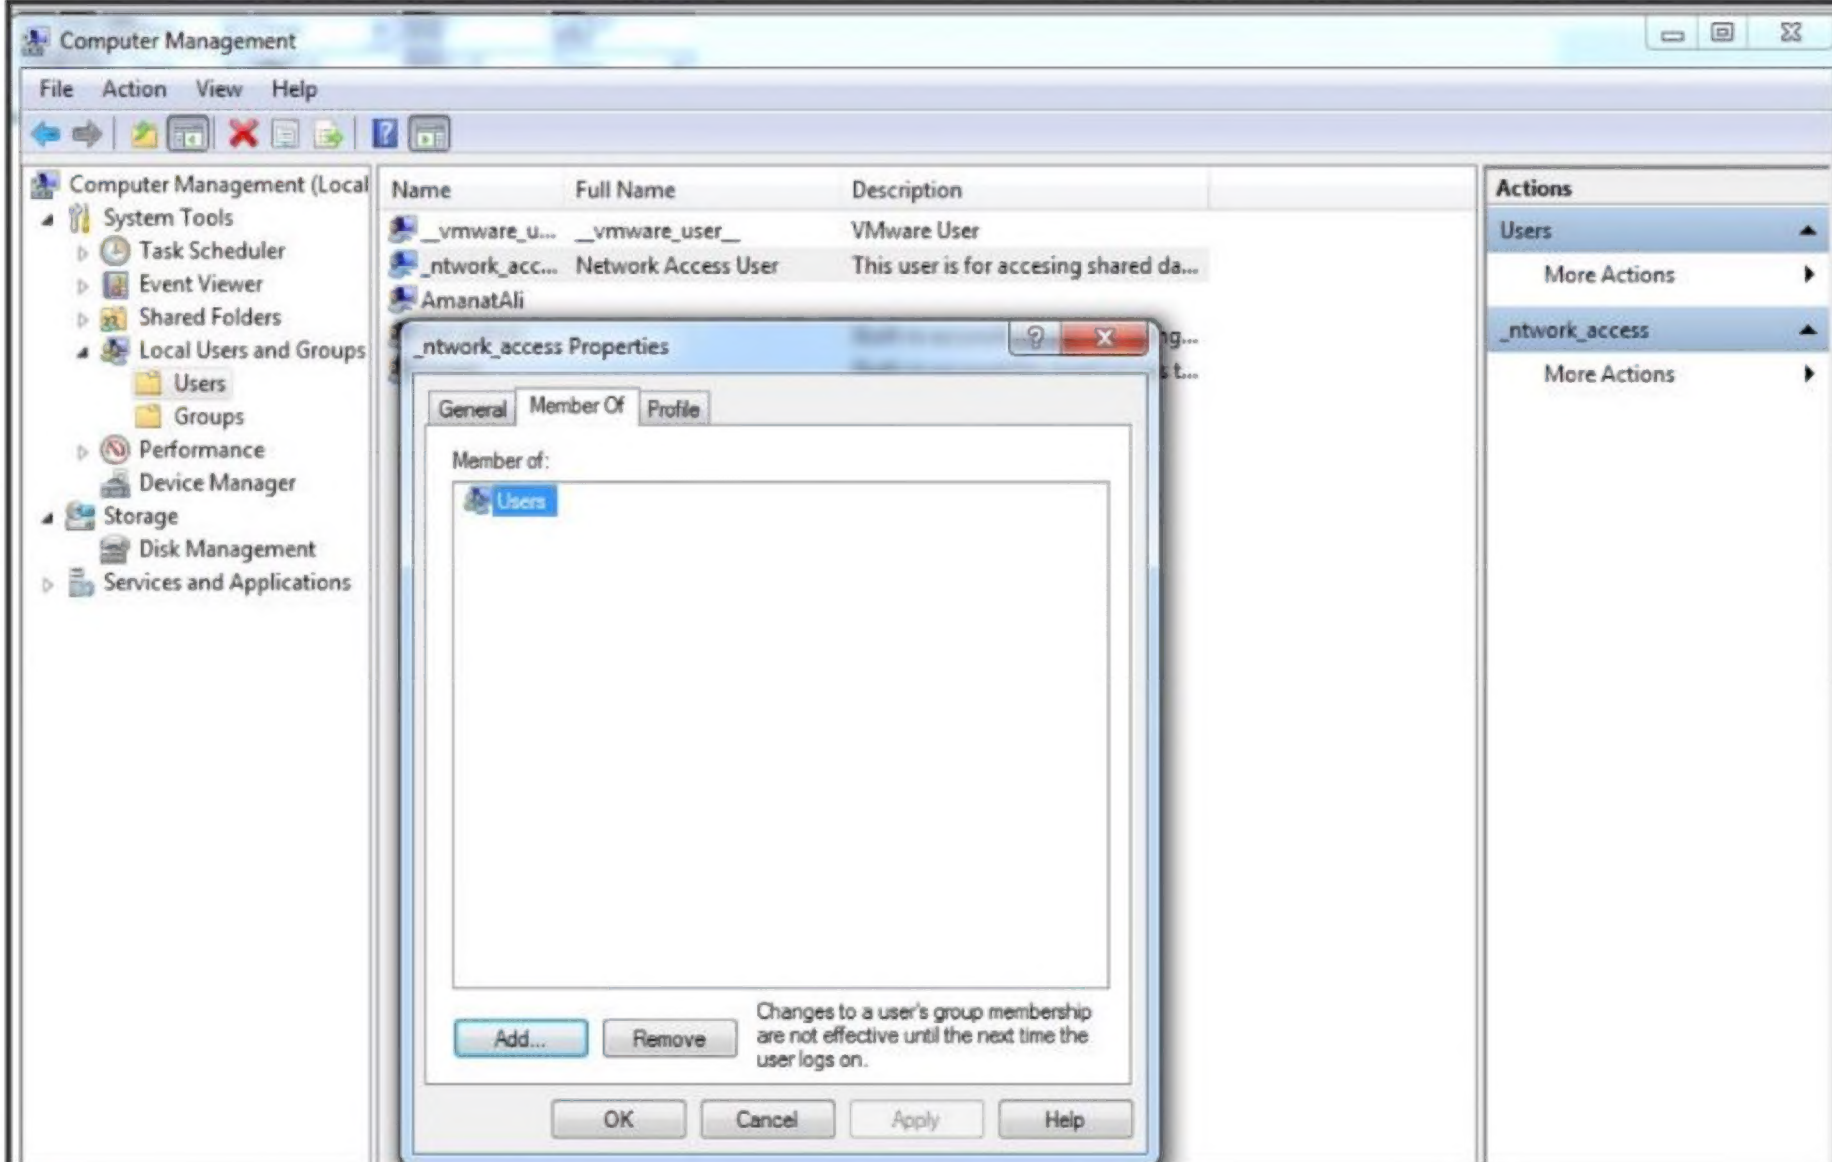 Computer Management
File Action View Help
Computer Management (Local
System Tools
Task Scheduler
Event Viewer
Shared Folders
Local Users and Groups
Users
Groups
Performance
Device Manager
Storage
Disk Management
Services and Applications
Name Full Name Description
__vmware_u... __vmware_user__ VMware User
_ntwork_acc... Network Access User This user is for accesing shared da...
AmanatAli
ng...
s t...
_ntwork_access Properties
General Member Of Profile
Member of:
Users
Add... Remove
Changes to a user's group membership
are not effective until the next time the
user logs on.
OK Cancel Apply Help
Actions
Users
More Actions
_ntwork_access
More Actions